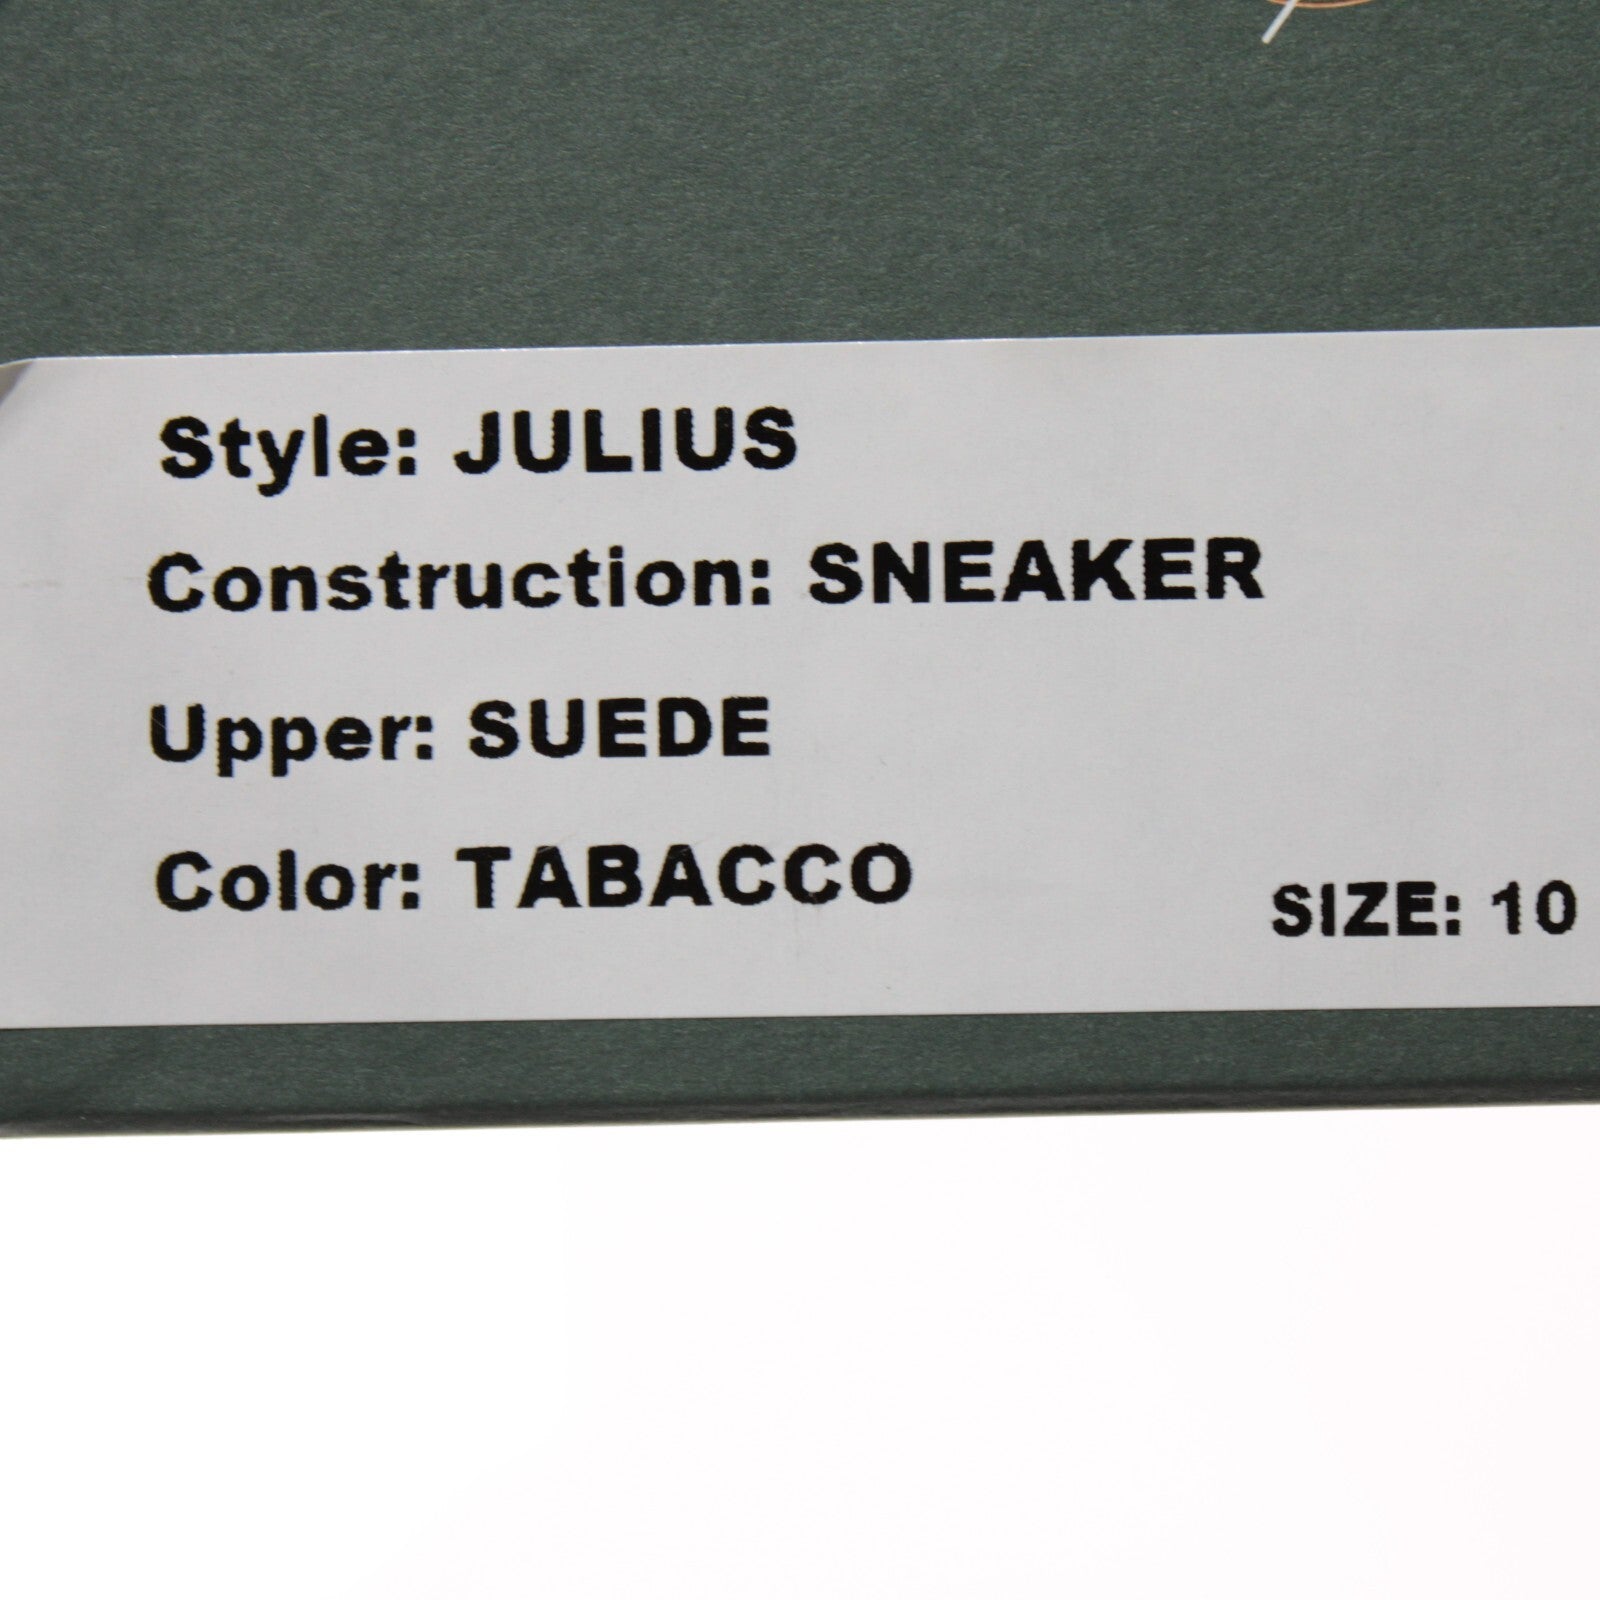 Style: JULIUS
Construction: SNEAKER
Upper: SUEDE
Color: TABACCO
SIZE: 10